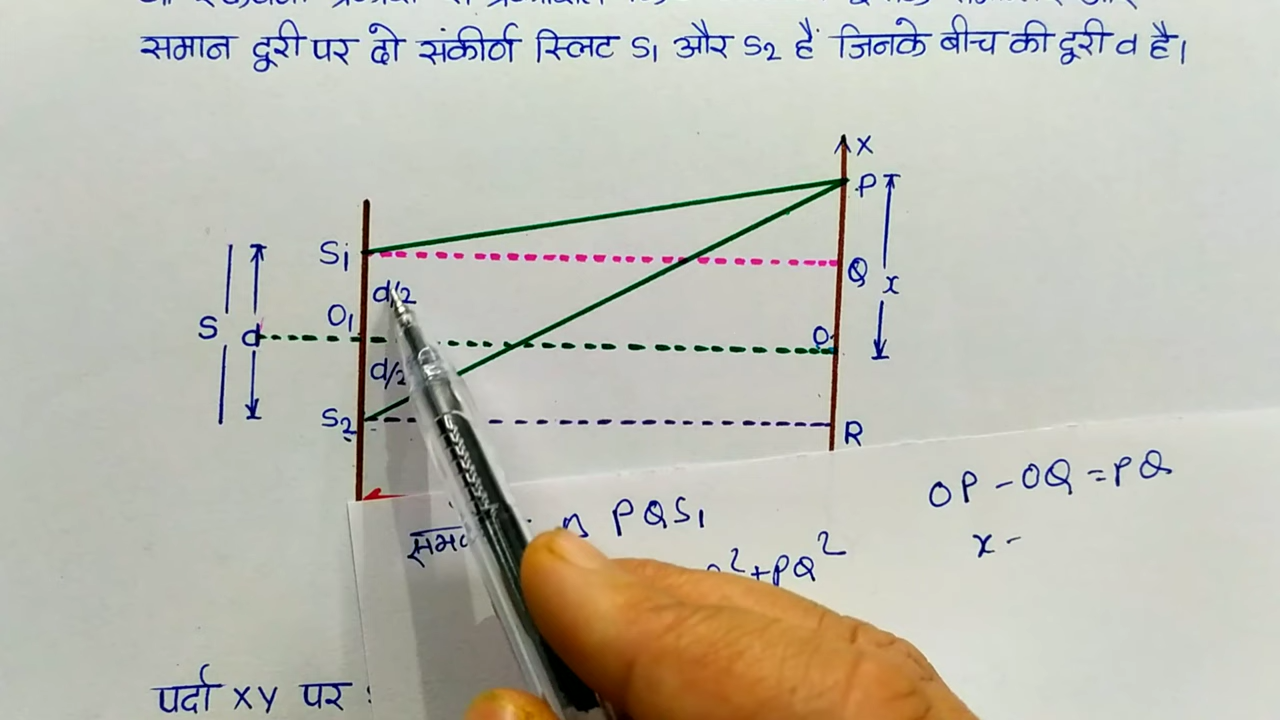 समान दूरी पर दो संकीर्ण स्लिट S₁ और S₂ हैं जिनके बीच की दूरी d है।
X
P
S₁
Q
d/2
x
O₁
S d
O
d/2
S₂
R
OP - OQ = PQ
PQS₁
x -
²+PQ²
पर्दा XY पर